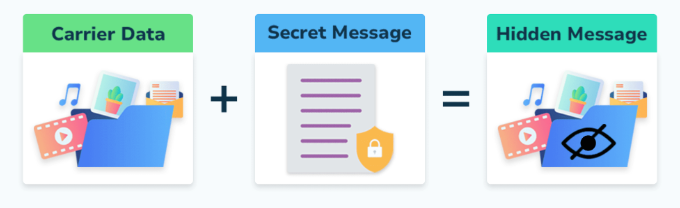 Carrier Data
Secret Message
Hidden Message
+
=